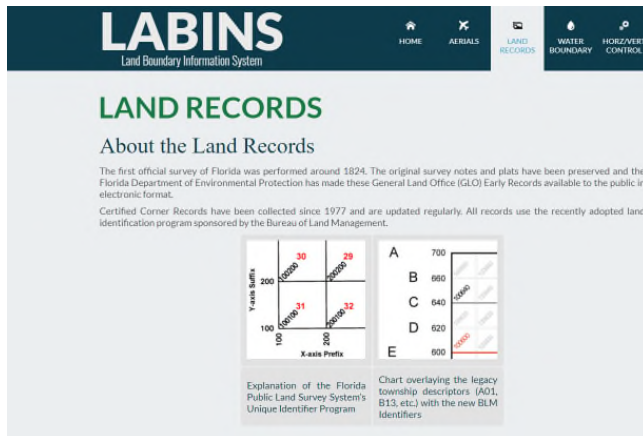 LABINS
Land Boundary Information System
HOME
AERIALS
LAND
RECORDS
WATER
BOUNDARY
HORZ/VERT
CONTROL
LAND RECORDS
About the Land Records
The first official survey of Florida was performed around 1824. The original survey notes and plats have been preserved and the
Florida Department of Environmental Protection has made these General Land Office (GLO) Early Records available to the public in
electronic format.
Certified Corner Records have been collected since 1977 and are updated regularly. All records use the recently adopted land
identification program sponsored by the Bureau of Land Management.
Y-axis Suffix
200
100
30
100200
29
200200
31
100100
32
200100
100
200
X-axis Prefix
A
B
C
D
E
700
660
640
620
600
100640
100600
Explanation of the Florida
Public Land Survey System's
Unique Identifier Program
Chart overlaying the legacy
township descriptors (A01,
B13, etc.) with the new BLM
Identifiers